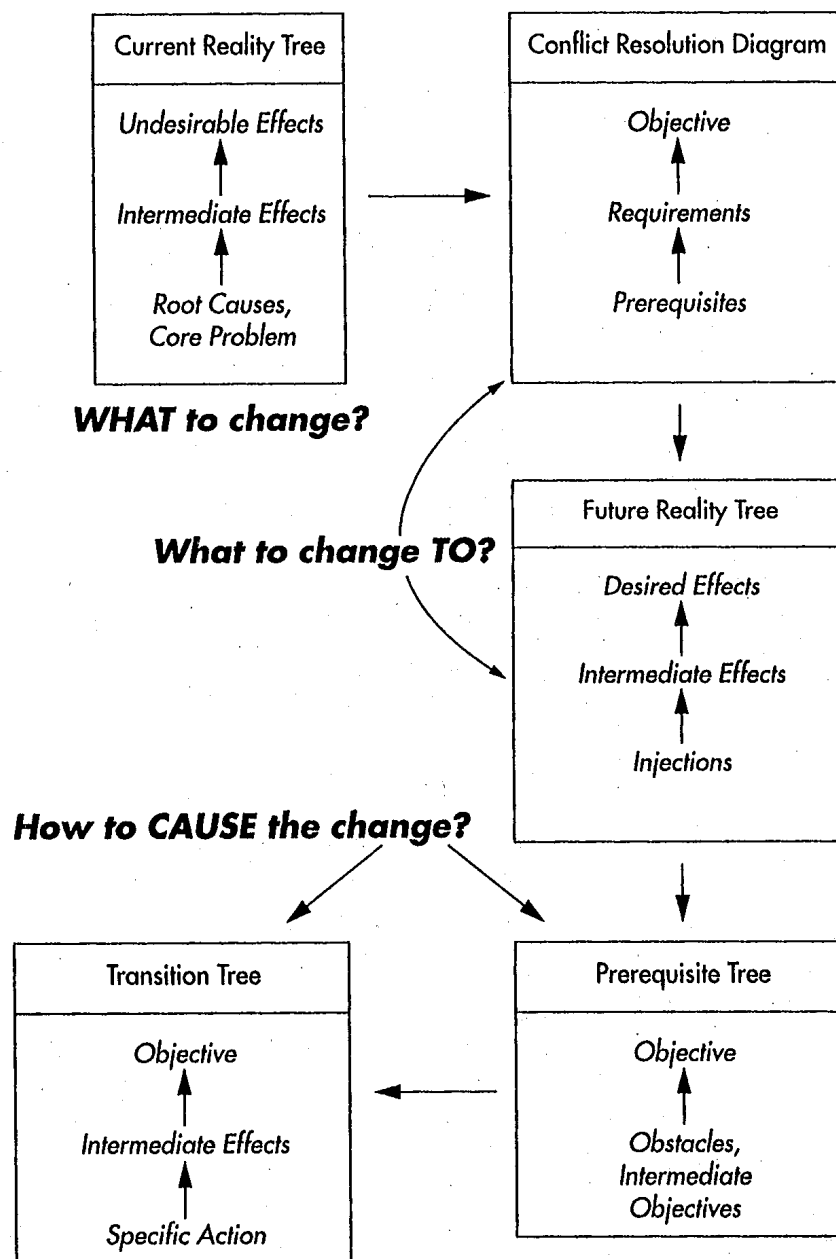 Current Reality Tree
Undesirable Effects
Intermediate Effects
Root Causes,
Core Problem
WHAT to change?
Conflict Resolution Diagram
Objective
Requirements
Prerequisites
What to change TO?
Future Reality Tree
Desired Effects
Intermediate Effects
Injections
How to CAUSE the change?
Transition Tree
Objective
Intermediate Effects
Specific Action
Prerequisite Tree
Objective
Obstacles,
Intermediate
Objectives